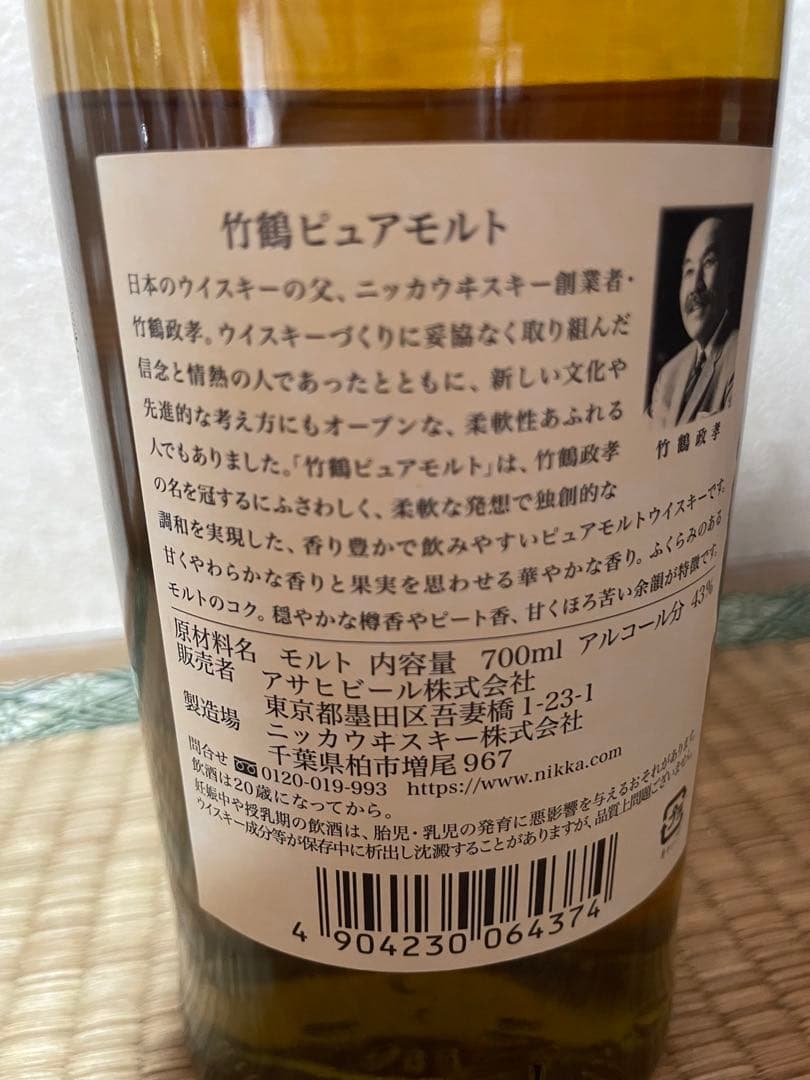 竹鶴ピュアモルト
日本のウイスキーの父、ニッカウヰスキー創業者・
竹鶴政孝。ウイスキーづくりに妥協なく取り組んだ
信念と情熱の人であったとともに、新しい文化や
先進的な考え方にもオープンな、柔軟性あふれる
人でもありました。「竹鶴ピュアモルト」は、竹鶴政孝
の名を冠するにふさわしく、柔軟な発想で独創的な
調和を実現した、香り豊かで飲みやすいピュアモルトウイスキーです。
甘くやわらかな香りと果実を思わせる華やかな香り。ふくらみのある
モルトのコク。穏やかな樽香やピート香、甘くほろ苦い余韻が特徴です。
竹鶴政孝
原材料名 モルト 内容量 700ml アルコール分 43%
販売者 アサヒビール株式会社
東京都墨田区吾妻橋1-23-1
製造場 ニッカウヰスキー株式会社
千葉県柏市増尾967
問合せ 0120-019-993 https://www.nikka.com
飲酒は20歳になってから。
妊娠中や授乳期の飲酒は、胎児・乳児の発育に悪影響を与えるおそれがあります。
ウイスキー成分等が保存中に析出し沈澱することがありますが、品質上問題ございません。
4 904230 064374